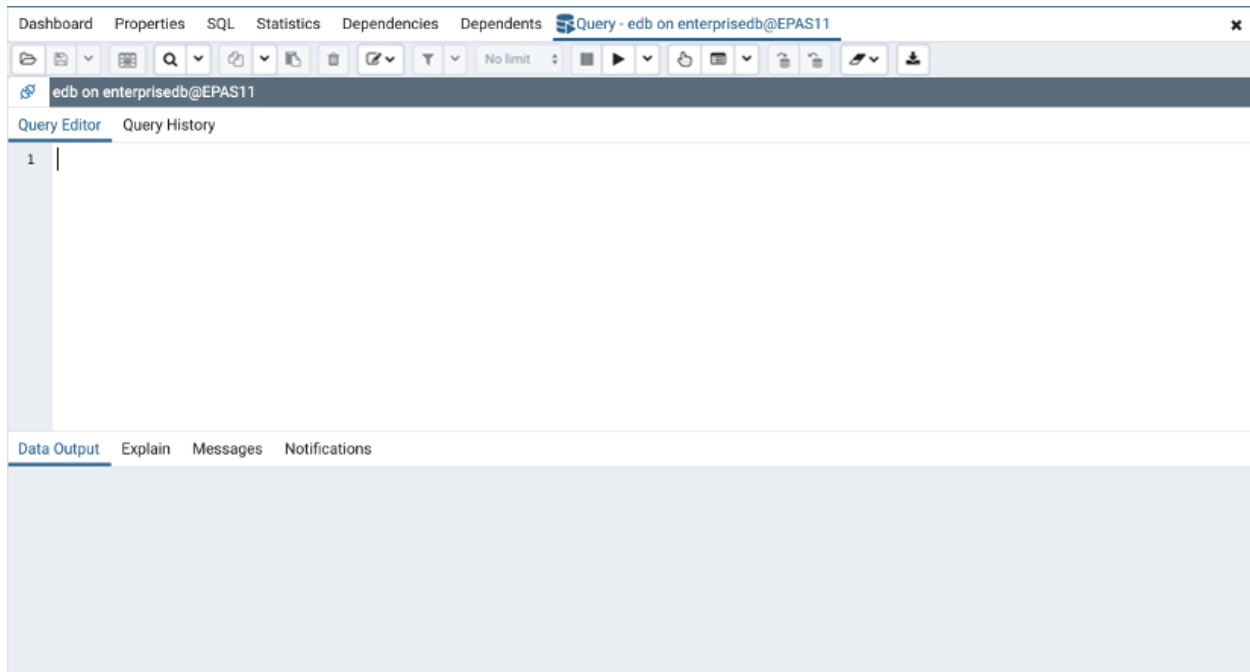 Dashboard Properties SQL Statistics Dependencies Dependents Query - edb on enterprisedb@EPAS11
No limit
edb on enterprisedb@EPAS11
Query Editor Query History
1
Data Output Explain Messages Notifications